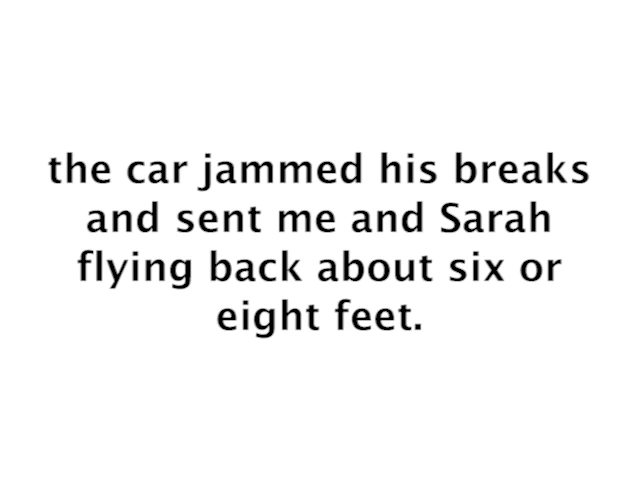 the car jammed his breaks
and sent me and Sarah
flying back about six or
eight feet.